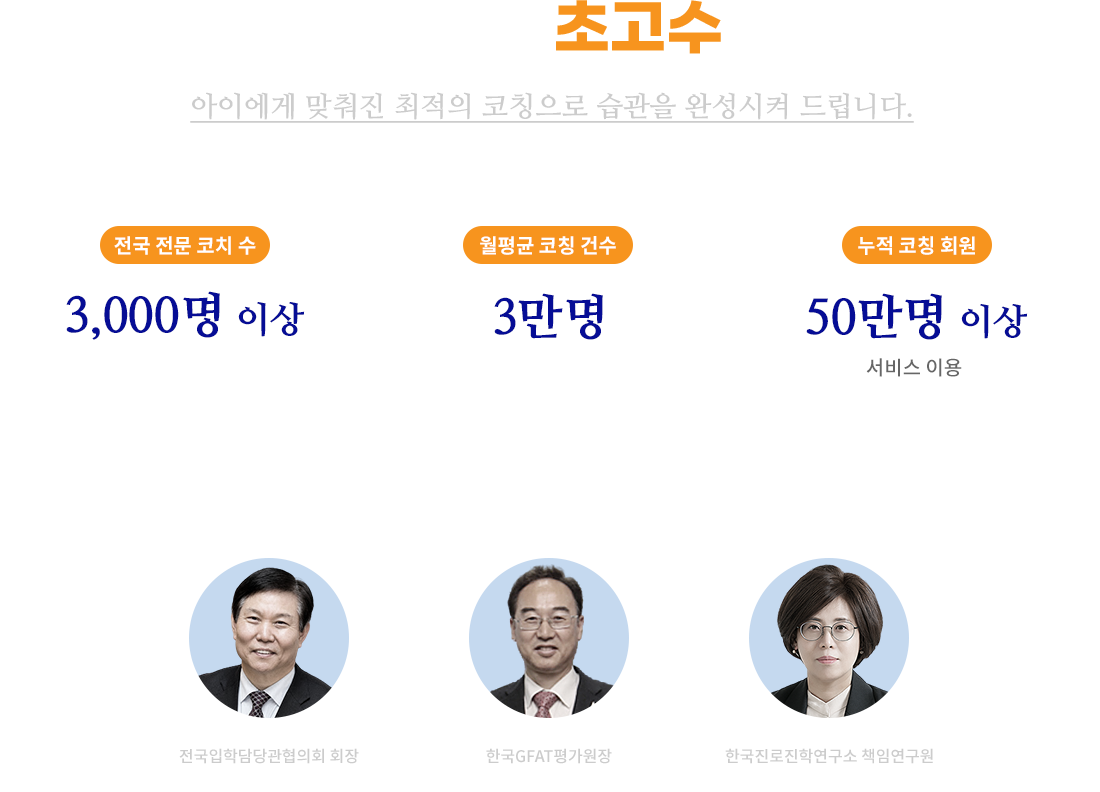 초고수
아이에게 맞춰진 최적의 코칭으로 습관을 완성시켜 드립니다.
전국 전문 코치 수
3,000명 이상
월평균 코칭 건수
3만명
누적 코칭 회원
50만명 이상
서비스 이용
전국입학담당관협의회 회장
한국GFAT평가원장
한국진로진학연구소 책임연구원